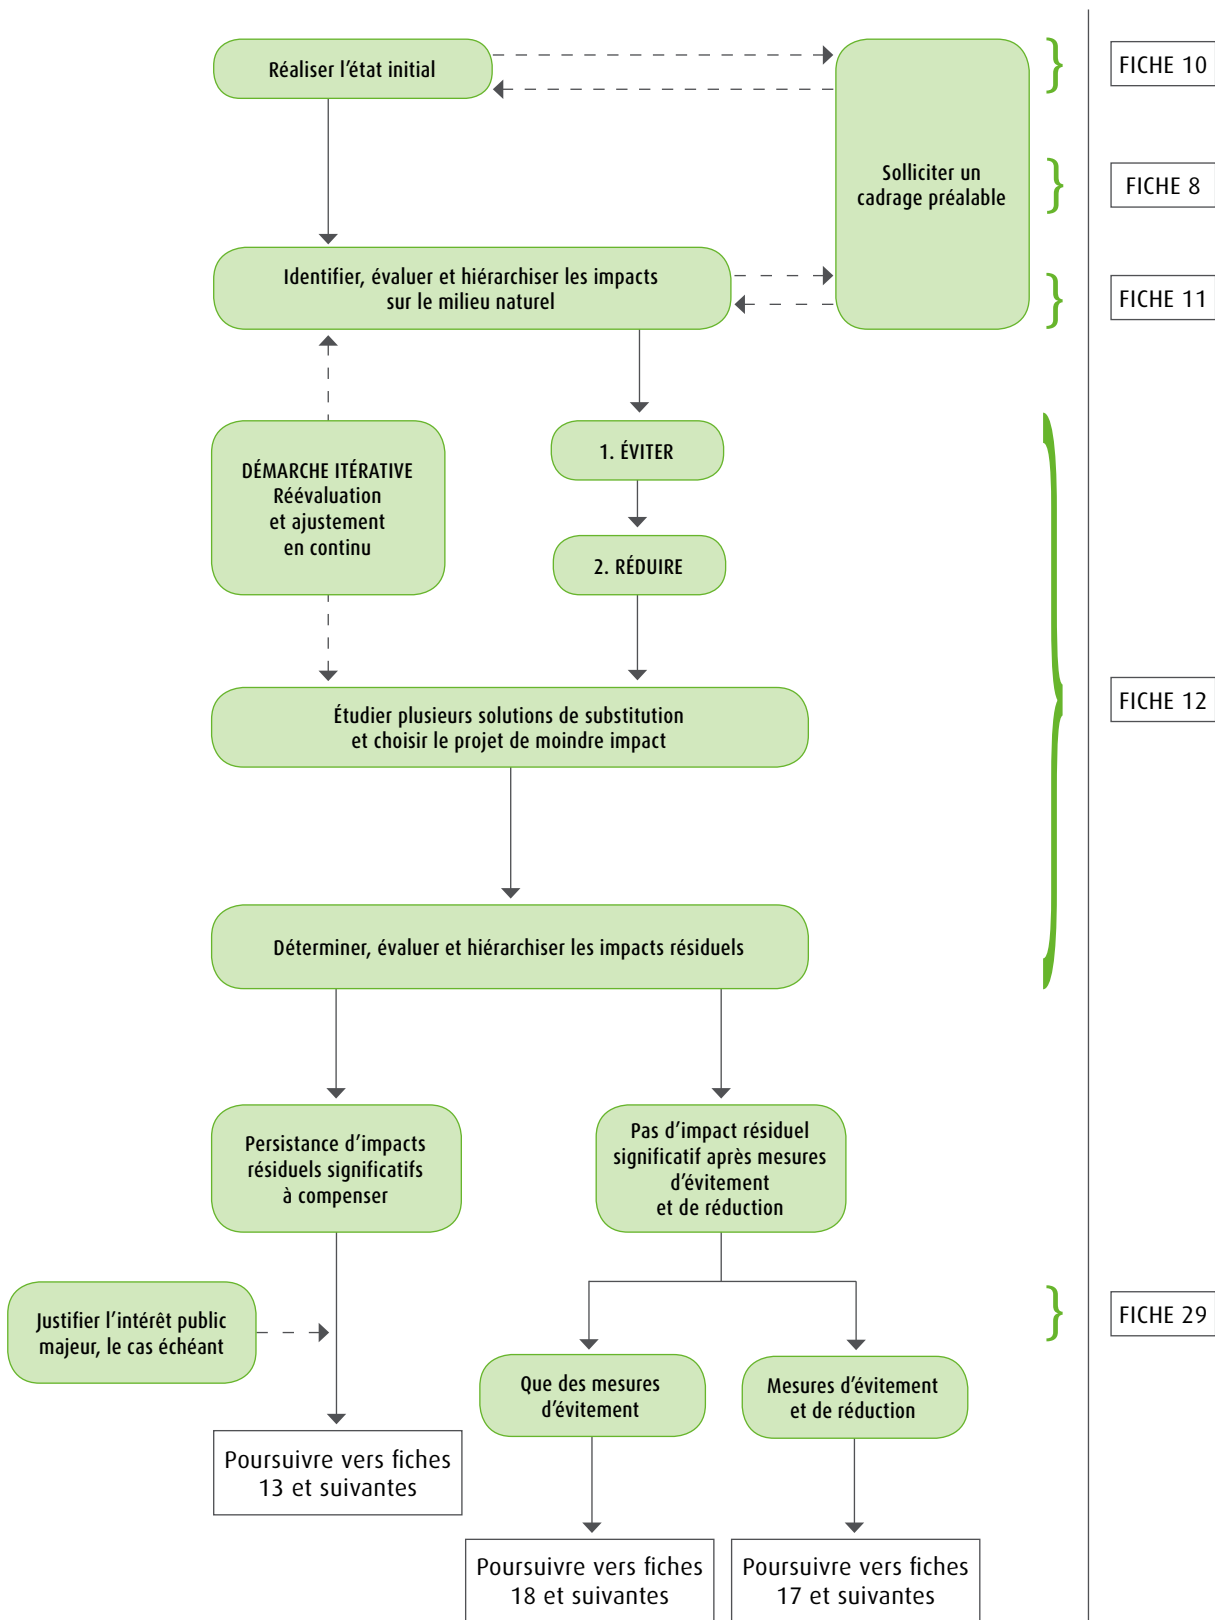 Réaliser l'état initial
FICHE 10
Solliciter un
cadrage préalable
FICHE 8
Identifier, évaluer et hiérarchiser les impacts
sur le milieu naturel
FICHE 11
DÉMARCHE ITÉRATIVE
Réévaluation
et ajustement
en continu
1. ÉVITER
2. RÉDUIRE
Étudier plusieurs solutions de substitution
et choisir le projet de moindre impact
FICHE 12
Déterminer, évaluer et hiérarchiser les impacts résiduels
Persistance d'impacts
résiduels significatifs
à compenser
Pas d'impact résiduel
significatif après mesures
d'évitement
et de réduction
Justifier l'intérêt public
majeur, le cas échéant
FICHE 29
Que des mesures
d'évitement
Mesures d'évitement
et de réduction
Poursuivre vers fiches
13 et suivantes
Poursuivre vers fiches
18 et suivantes
Poursuivre vers fiches
17 et suivantes